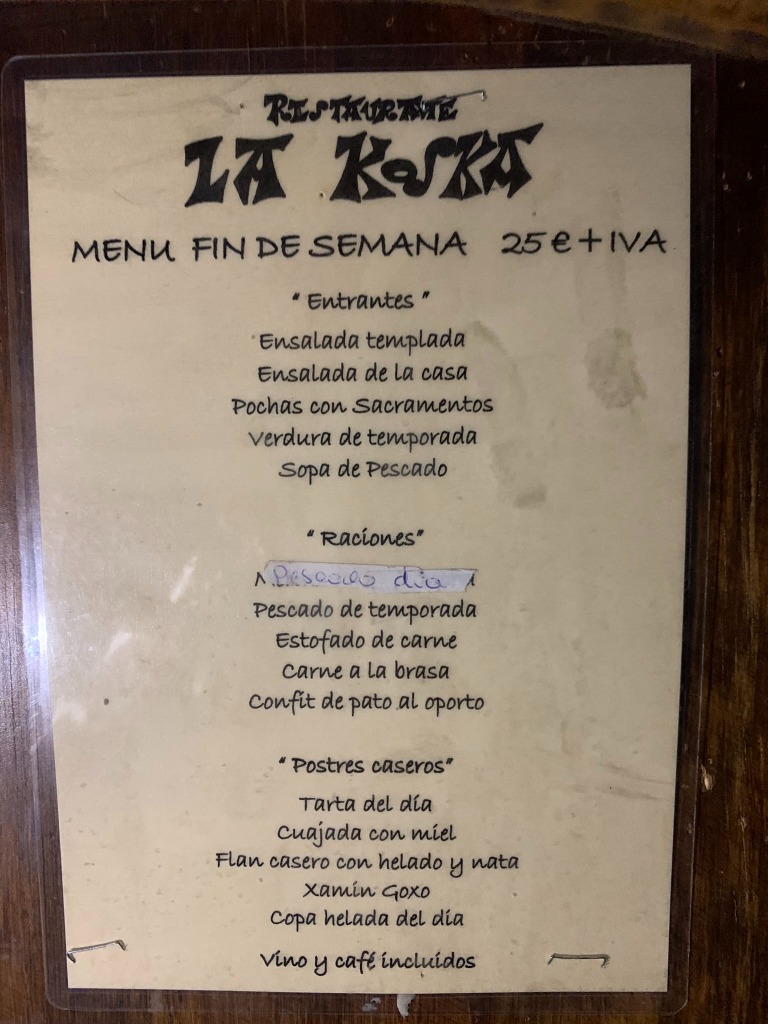 RESTAURANTE
LA KOSKA
MENU FIN DE SEMANA 25 € + IVA
“ Entrantes ”
Ensalada templada
Ensalada de la casa
Pochas con Sacramentos
Verdura de temporada
Sopa de Pescado
“ Raciones”
Pescado dia
Pescado de temporada
Estofado de carne
Carne a la brasa
Confit de pato al oporto
“ Postres caseros”
Tarta del día
Cuajada con miel
Flan casero con helado y nata
Xamin Goxo
Copa helada del día
Vino y café incluidos